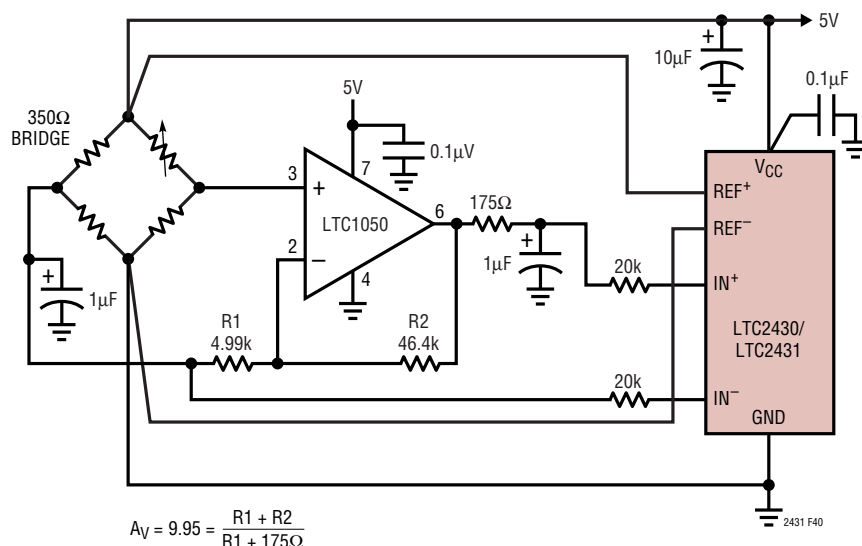 5V
10µF
0.1µF
350Ω
BRIDGE
5V
0.1µV
VCC
REF+
REF−
IN+
IN−
GND
LTC2430/
LTC2431
3
+
7
LTC1050
2
−
4
6
175Ω
+
1µF
20k
+
1µF
R1
4.99k
R2
46.4k
20k
+
2431 F40
AV = 9.95 = R1 + R2
R1 + 175Ω